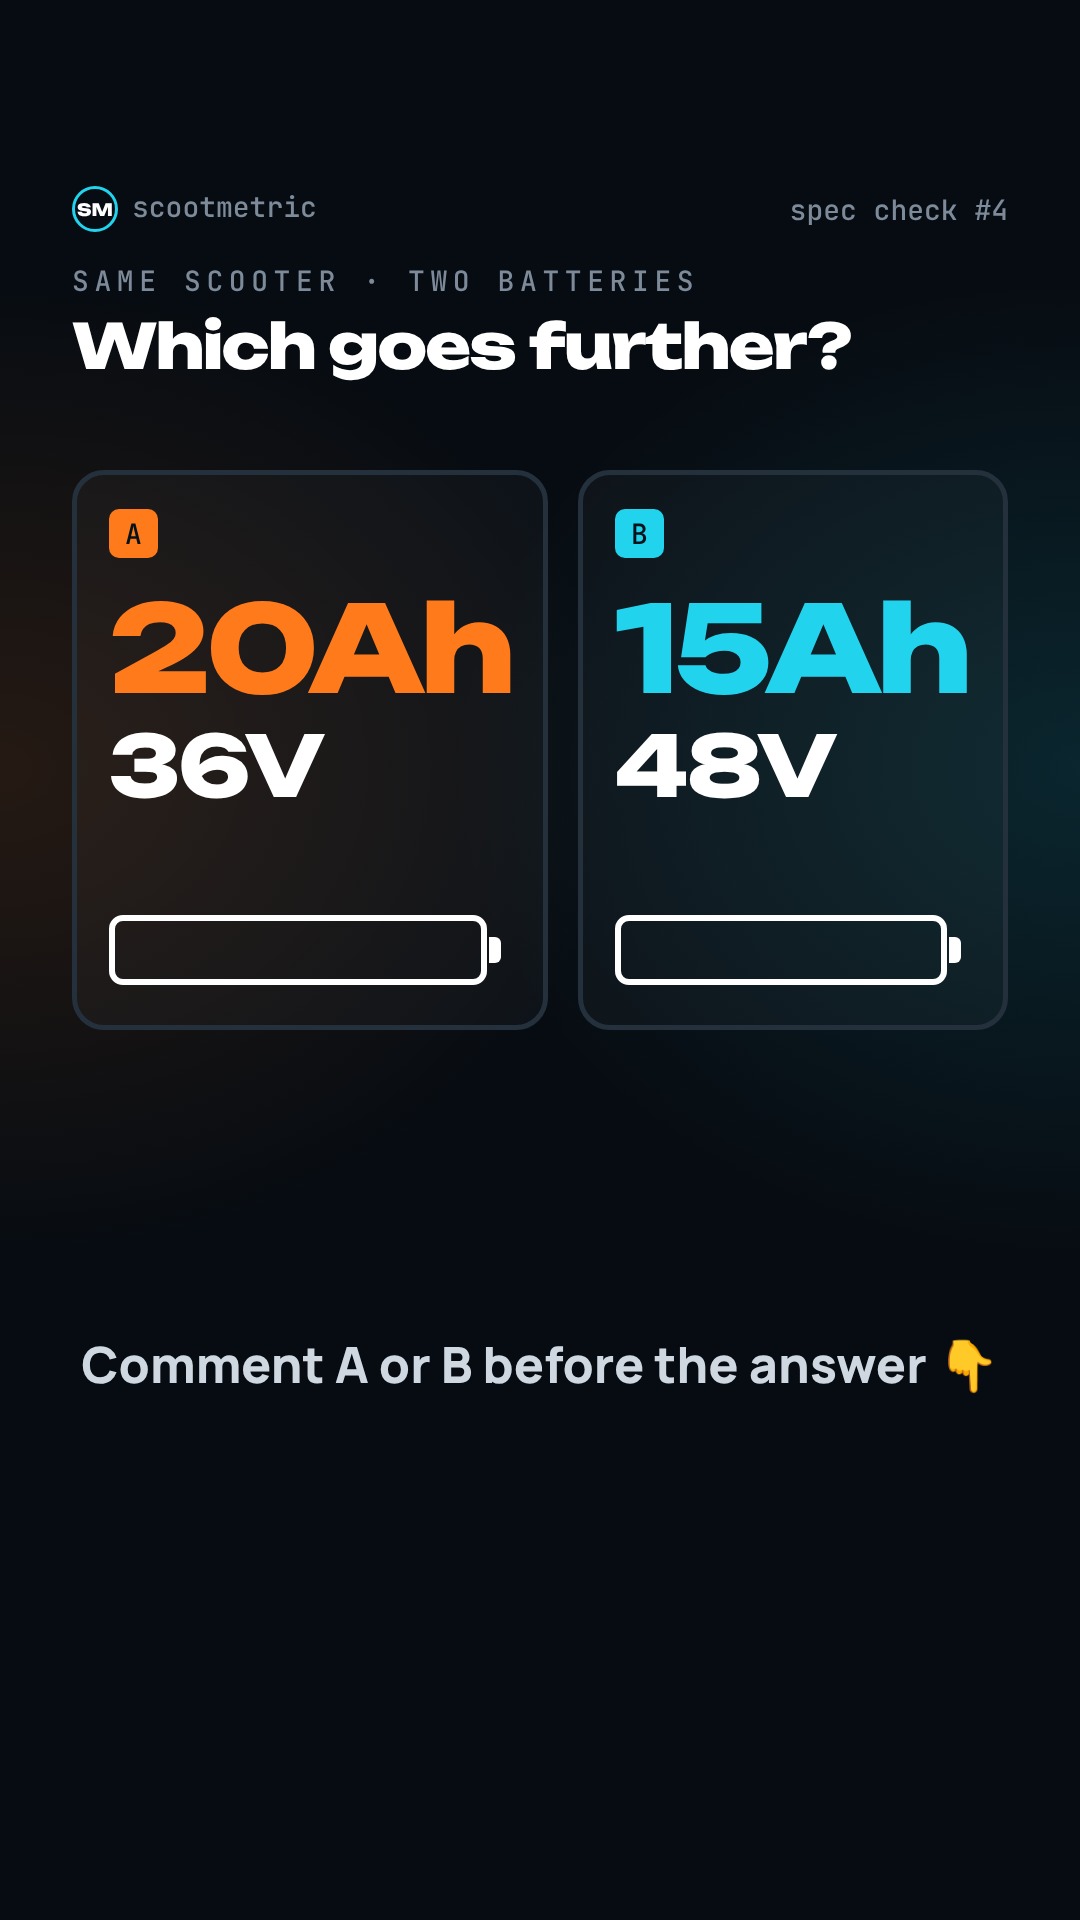 SM scootmetric
spec check #4
SAME SCOOTER · TWO BATTERIES
Which goes further?
A
20Ah
36V
B
15Ah
48V
Comment A or B before the answer 👇